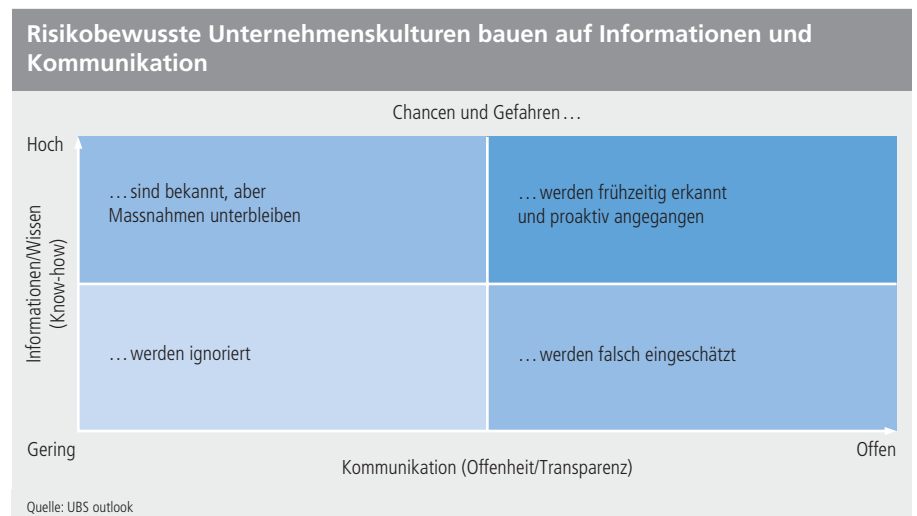 Risikobewusste Unternehmenskulturen bauen auf Informationen und
Kommunikation
Chancen und Gefahren…
Hoch
…sind bekannt, aber
Massnahmen unterbleiben
…werden frühzeitig erkannt
und proaktiv angegangen
Informationen/Wissen
(Know-how)
…werden ignoriert
…werden falsch eingeschätzt
Gering
Offen
Kommunikation (Offenheit/Transparenz)
Quelle: UBS outlook